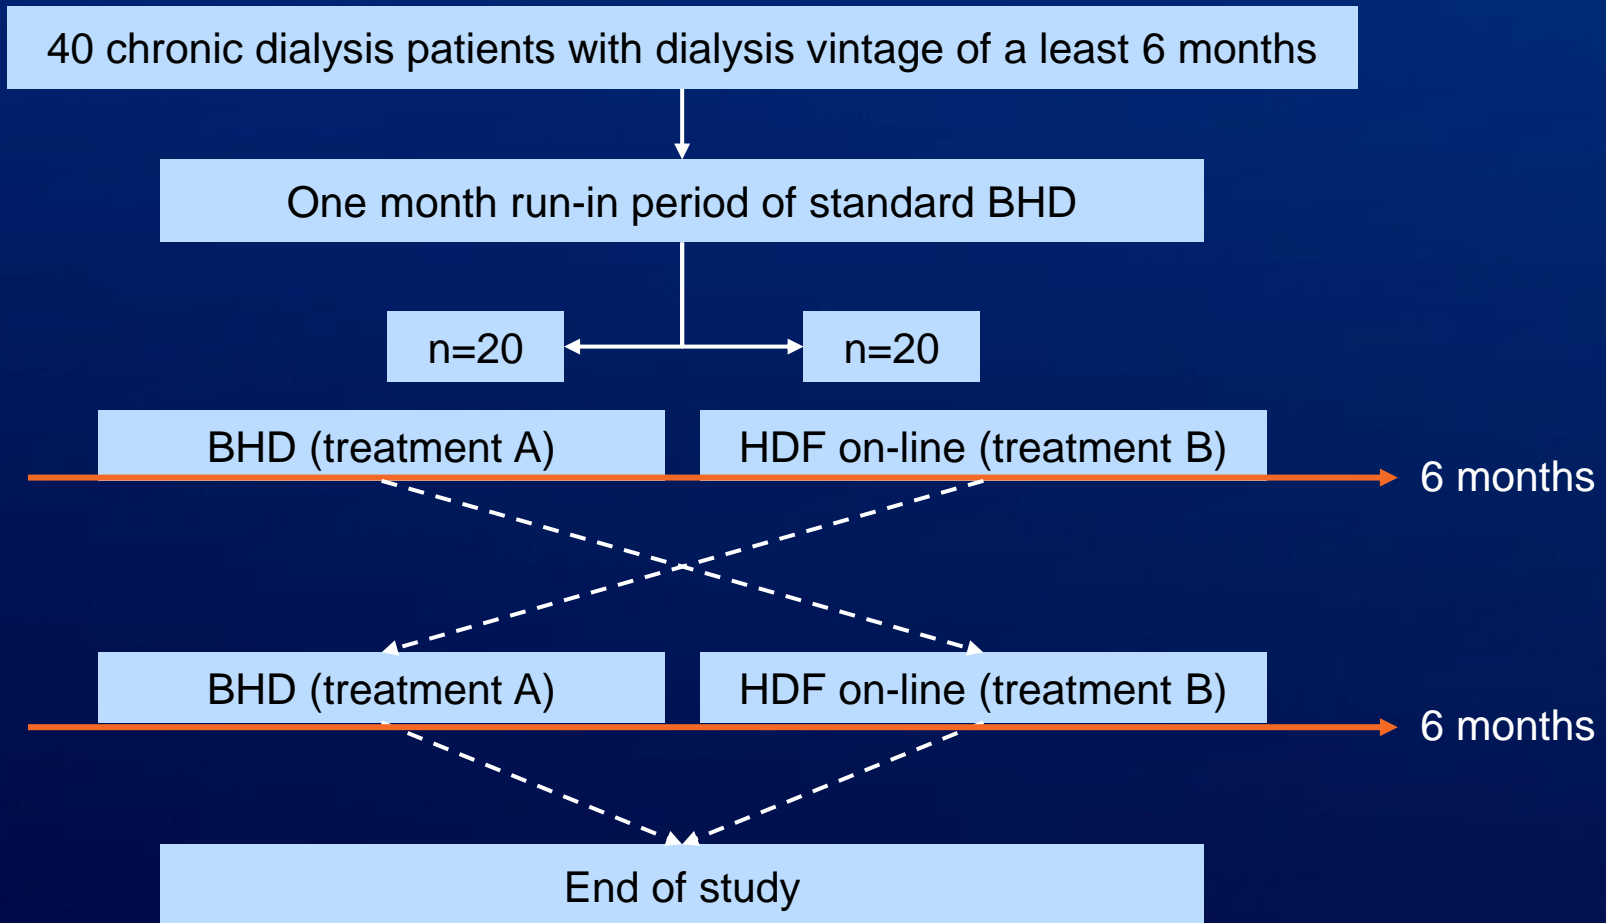 40 chronic dialysis patients with dialysis vintage of a least 6 months
One month run-in period of standard BHD
n=20
n=20
BHD (treatment A)
HDF on-line (treatment B)
6 months
BHD (treatment A)
HDF on-line (treatment B)
6 months
End of study